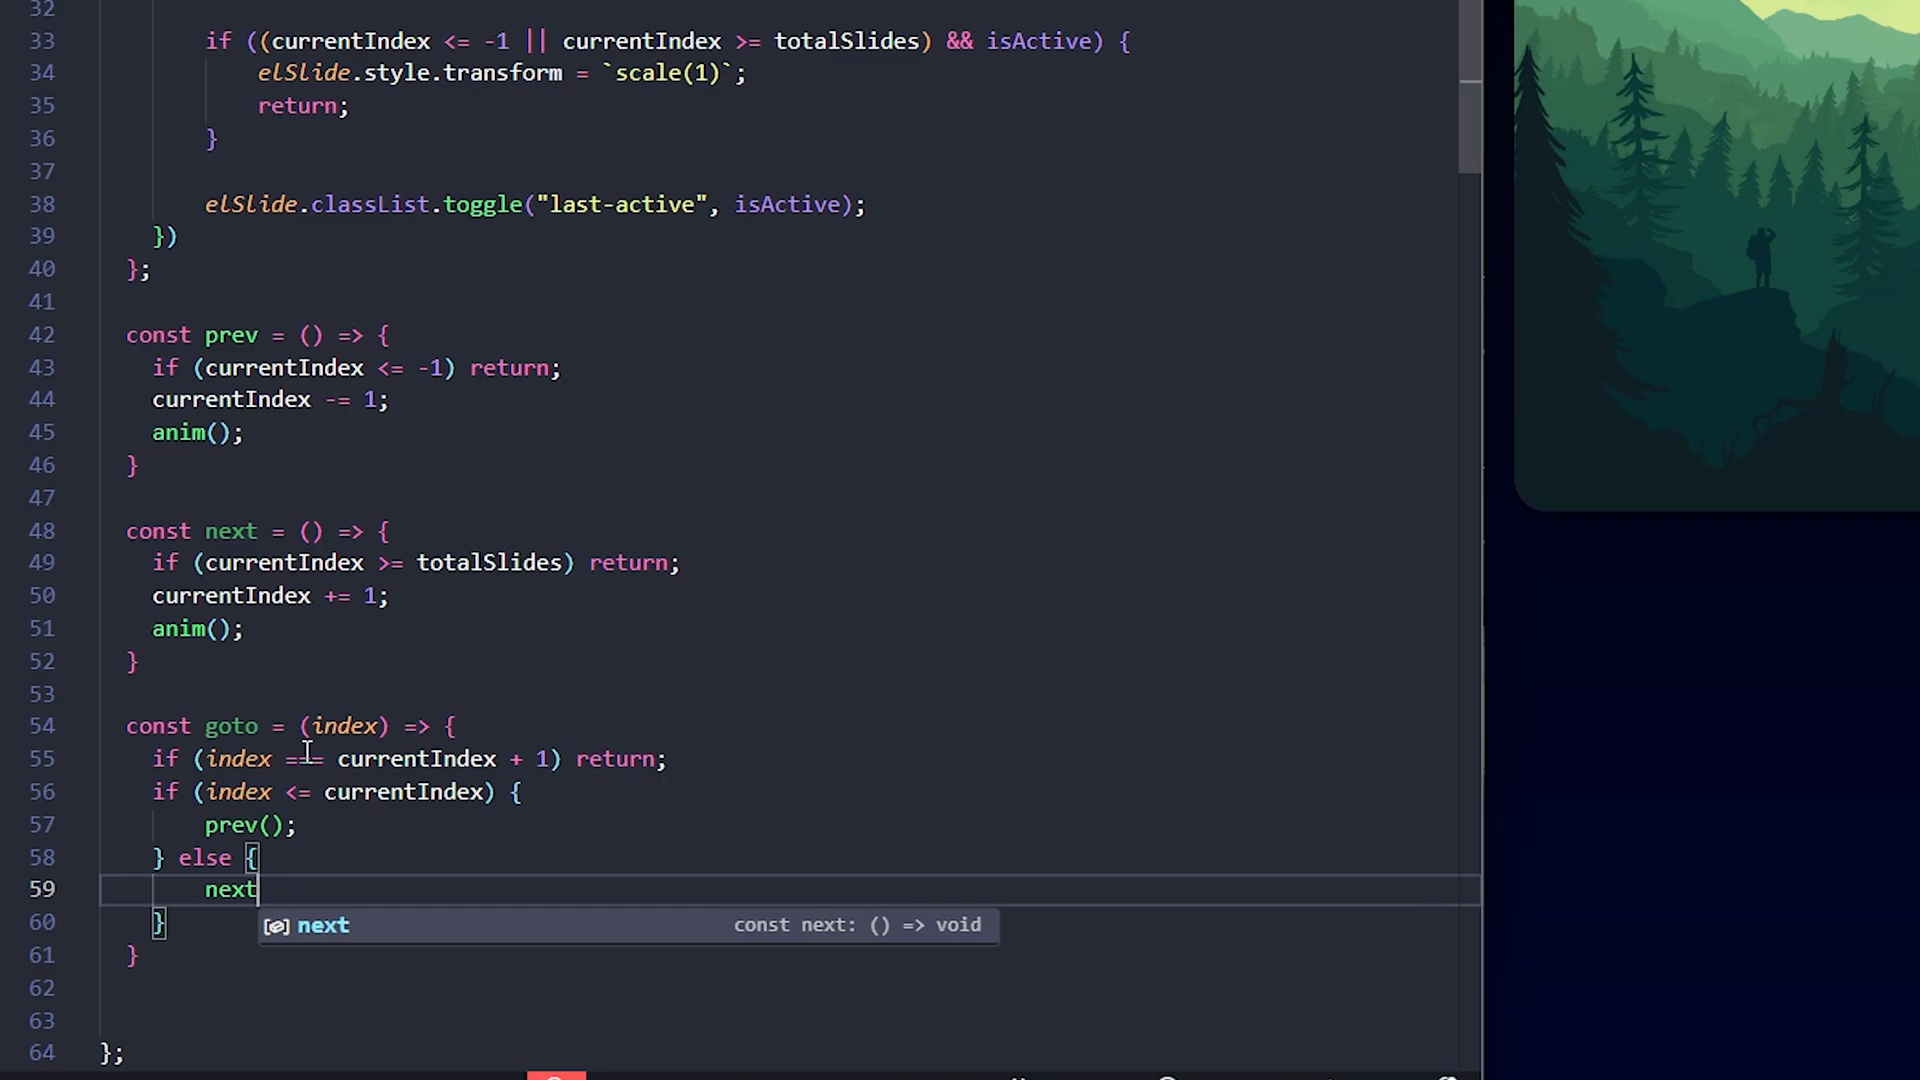 32
33 if ((currentIndex <= -1 || currentIndex >= totalSlides) && isActive) {
34 elSlide.style.transform = `scale(1)`;
35 return;
36 }
37
38 elSlide.classList.toggle("last-active", isActive);
39 })
40 };
41
42 const prev = () => {
43 if (currentIndex <= -1) return;
44 currentIndex -= 1;
45 anim();
46 }
47
48 const next = () => {
49 if (currentIndex >= totalSlides) return;
50 currentIndex += 1;
51 anim();
52 }
53
54 const goto = (index) => {
55 if (index === currentIndex + 1) return;
56 if (index <= currentIndex) {
57 prev();
58 } else {
59 next
60 }
next const next: () => void
61 }
62
63
64 };